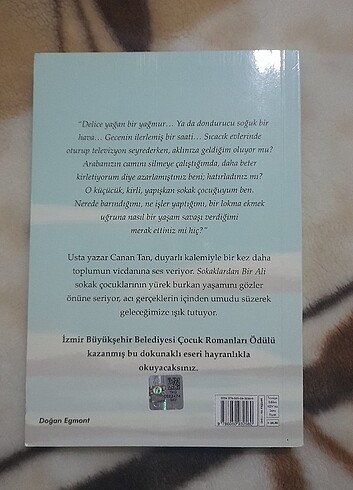 "Delice yağan bir yağmur... Ya da dondurucu soğuk bir
hava... Gecenin ilerlemiş bir saati... Sıcacık evlerinde
oturup televizyon seyrederken, aklınıza geldiğim oluyor mu?
Arabanızın camını silmeye çalıştığımda, daha beter
kirletiyorum diye azarlamıştınız beni; hatırladınız mı?
O küçücük, kirli, yapışkan sokak çocuğuyum ben.
Nerede barındığımı, ne işler yaptığımı, bir lokma ekmek
uğruna nasıl bir yaşam savaşı verdiğimi
merak ettiniz mi hiç?"
Usta yazar Canan Tan, duyarlı kalemiyle bir kez daha
toplumun vicdanına ses veriyor. Sokaklardan Bir Ali
sokak çocuklarının yürek burkan yaşamını gözler
önüne seriyor, acı gerçeklerin içinden umudu süzerek
geleceğimize ışık tutuyor.
İzmir Büyükşehir Belediyesi Çocuk Romanları Ödülü
kazanmış bu dokunaklı eseri hayranlıkla
okuyacaksınız.
Doğan Egmont